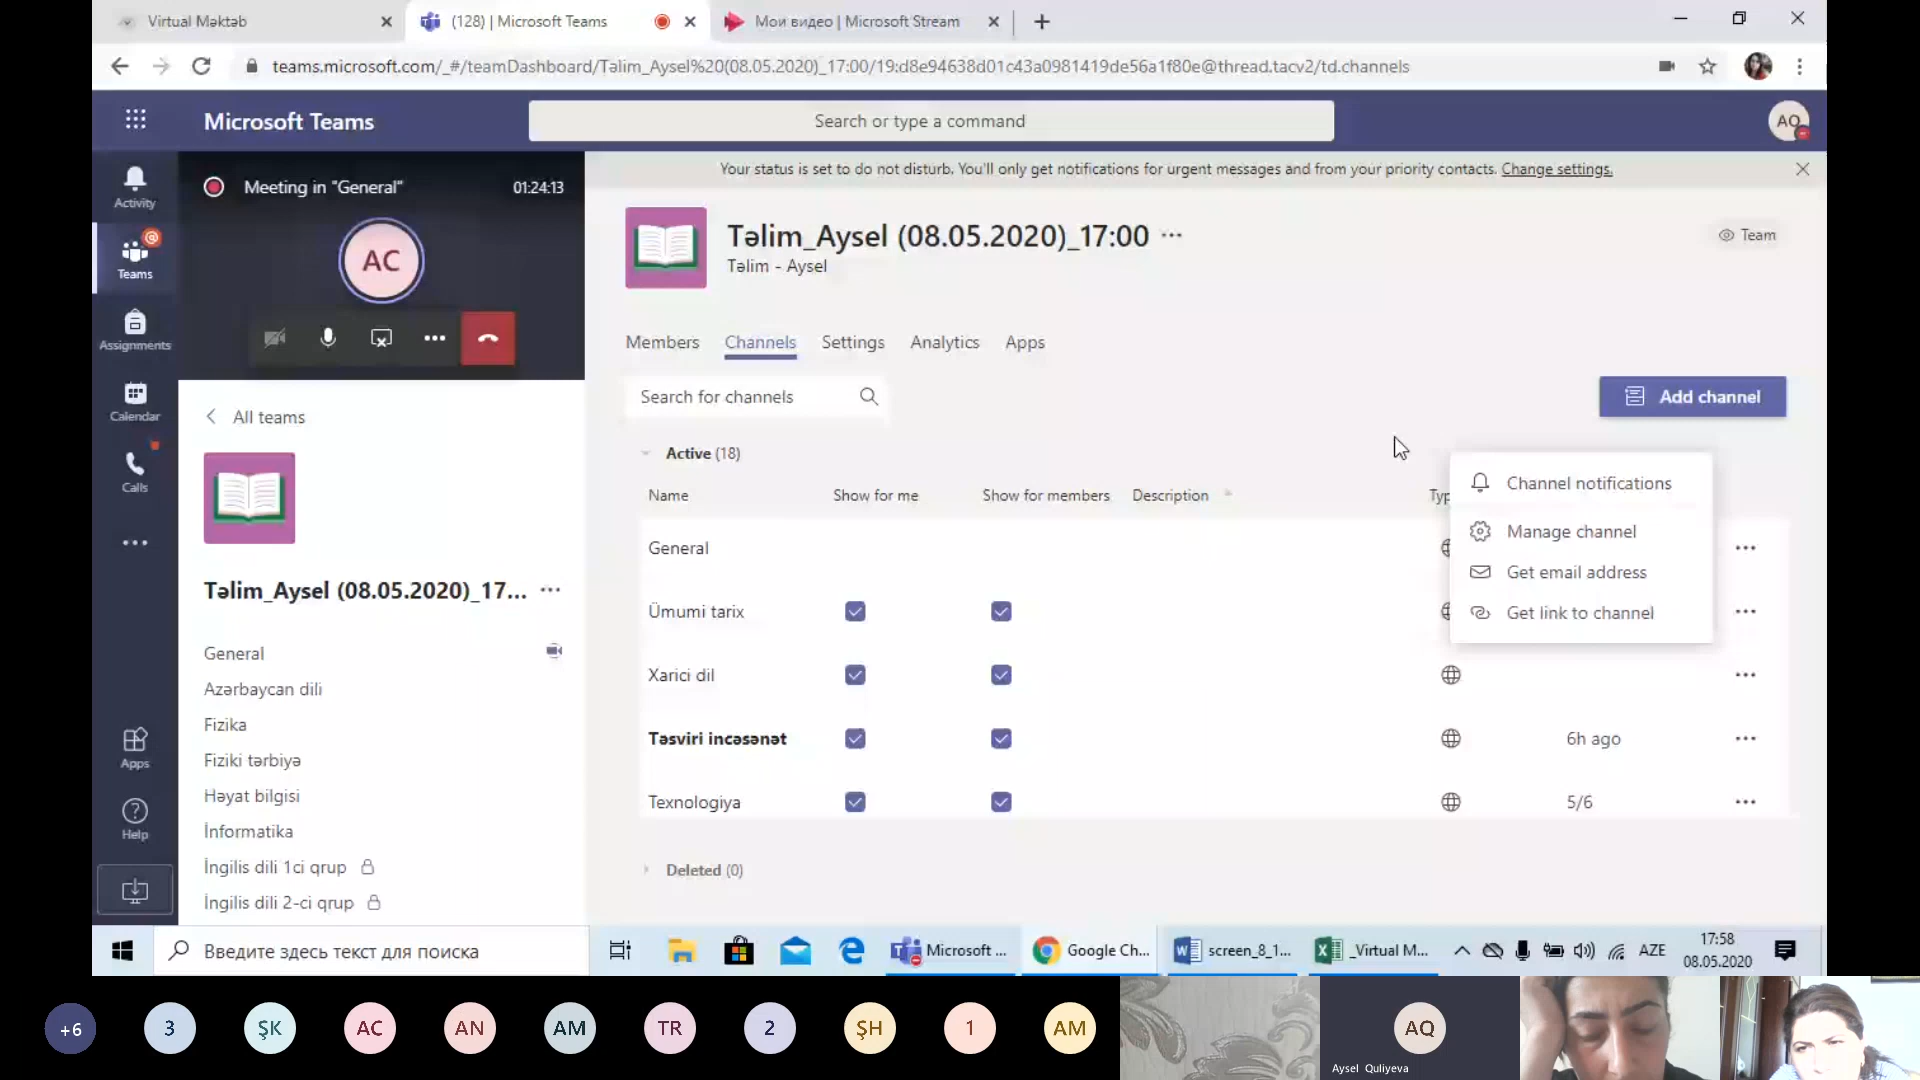 Virtual Məktəb
(128) | Microsoft Teams
Мои видео | Microsoft Stream
teams.microsoft.com/_#/teamDashboard/Təlim_Aysel%20(08.05.2020)_17:00/19:d8e94638d01c43a0981419de56a1f80e@thread.tacv2/td.channels
Microsoft Teams
Search or type a command
AQ
Your status is set to do not disturb. You'll only get notifications for urgent messages and from your priority contacts. Change settings.
Activity
Teams
Assignments
Calendar
Calls
Apps
Help
Meeting in "General"
01:24:13
AC
All teams
Təlim_Aysel (08.05.2020)_17...
General
Azərbaycan dili
Fizika
Fiziki tərbiyə
Həyat bilgisi
İnformatika
İngilis dili 1ci qrup
İngilis dili 2-ci qrup
Təlim_Aysel (08.05.2020)_17:00
Təlim - Aysel
Team
Members Channels Settings Analytics Apps
Search for channels
Add channel
Active (18)
Name Show for me Show for members Description Typ
General
Ümumi tarix
Xarici dil
Təsviri incəsənət 6h ago
Texnologiya 5/6
Channel notifications
Manage channel
Get email address
Get link to channel
Deleted (0)
Введите здесь текст для поиска
Microsoft ...
Google Ch...
screen_8_1...
_Virtual M...
AZE
17:58
08.05.2020
+6 3 ŞK AC AN AM TR 2 ŞH 1 AM AQ
Aysel Quliyeva